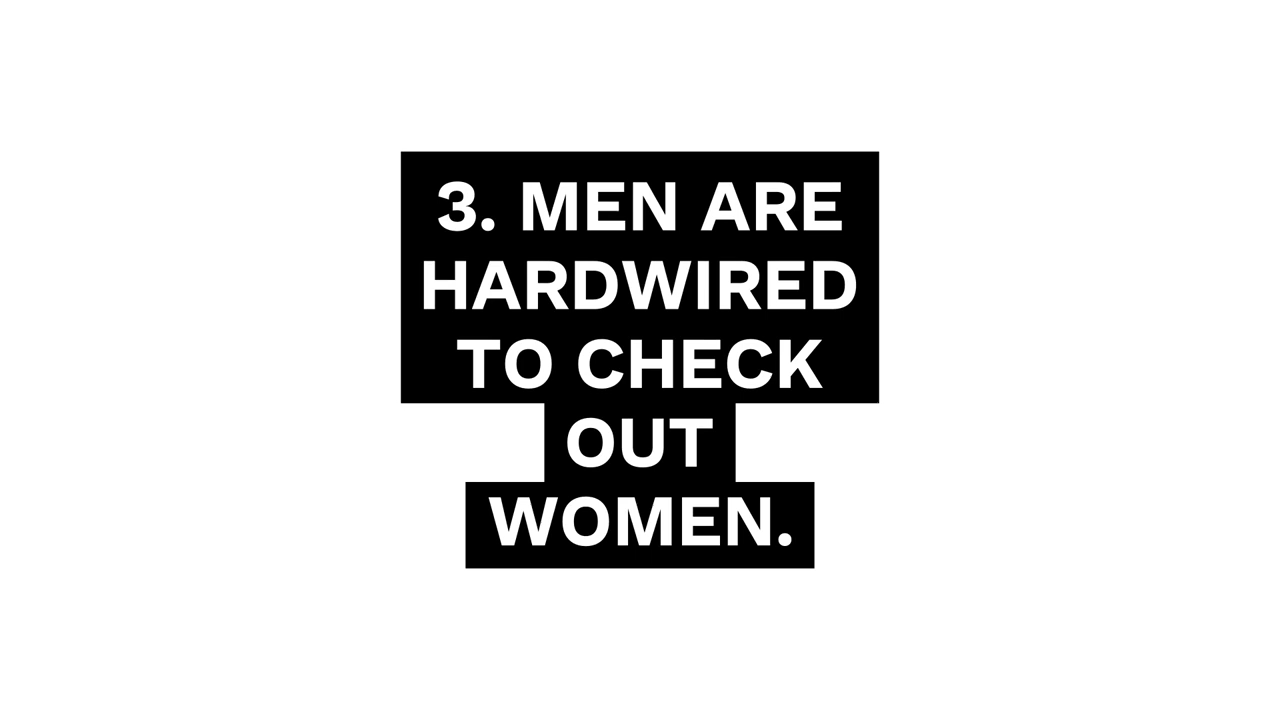 3. MEN ARE
HARDWIRED
TO CHECK
OUT
WOMEN.